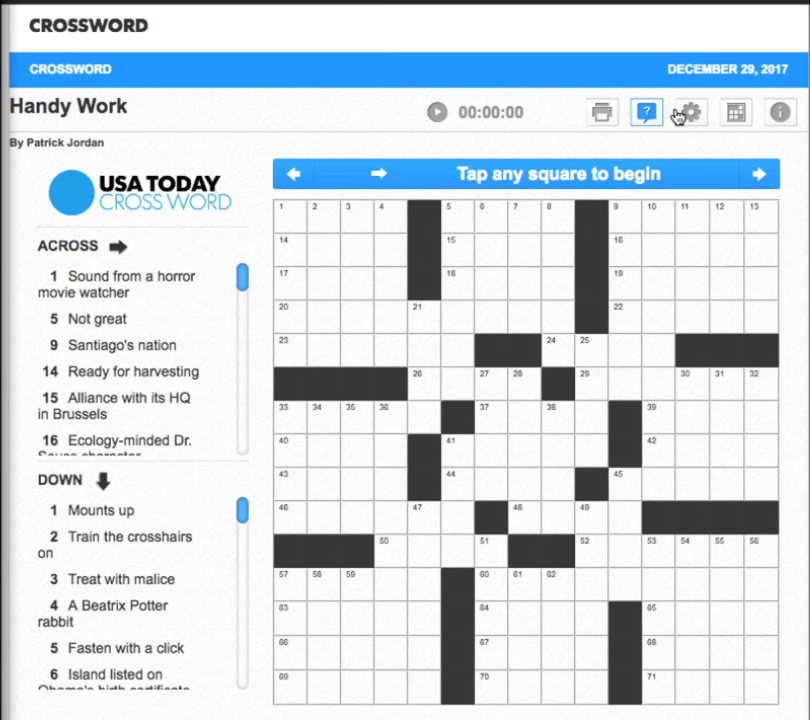 CROSSWORD
CROSSWORD DECEMBER 29, 2017
Handy Work
00:00:00
?
i
By Patrick Jordan
USA TODAY
CROSSWORD
Tap any square to begin
ACROSS
1 Sound from a horror
movie watcher
5 Not great
9 Santiago's nation
14 Ready for harvesting
15 Alliance with its HQ
in Brussels
16 Ecology-minded Dr.
Seuss character
DOWN
1 Mounts up
2 Train the crosshairs
on
3 Treat with malice
4 A Beatrix Potter
rabbit
5 Fasten with a click
6 Island listed on
Obama's birth certificate
1 2 3 4 5 6 7 8 9 10 11 12 13
14 15 16
17 18 19
20 21 22
23 24 25
26 27 28 29 30 31 32
33 34 35 36 37 38 39
40 41 42
43 44 45
46 47 48 49
50 51 52 53 54 55 56
57 58 59 60 61 62
63 64 65
66 67 68
69 70 71